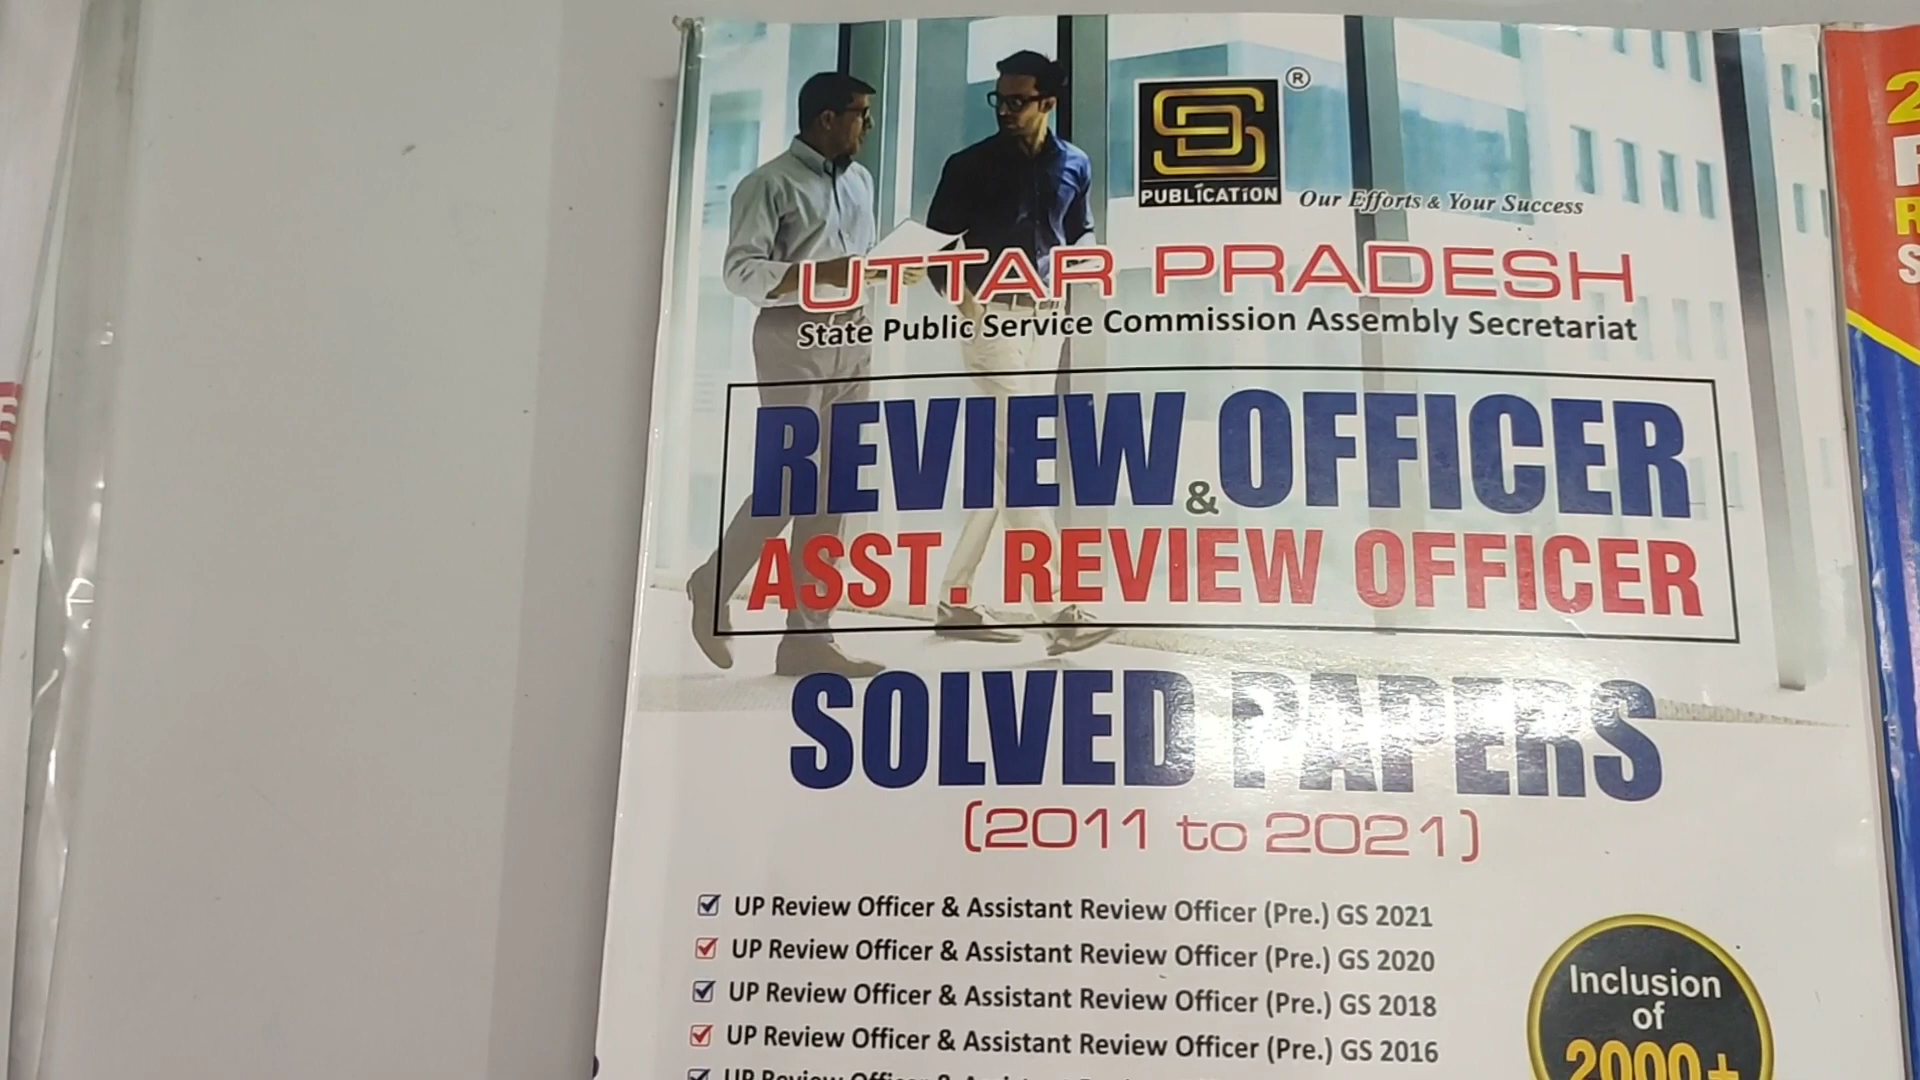 SD
PUBLICATION
®
Our Efforts & Your Success
UTTAR PRADESH
State Public Service Commission Assembly Secretariat
REVIEW OFFICER
&
ASST. REVIEW OFFICER
SOLVED PAPERS
(2011 to 2021)
UP Review Officer & Assistant Review Officer (Pre.) GS 2021
UP Review Officer & Assistant Review Officer (Pre.) GS 2020
UP Review Officer & Assistant Review Officer (Pre.) GS 2018
UP Review Officer & Assistant Review Officer (Pre.) GS 2016
Inclusion
of
2000+